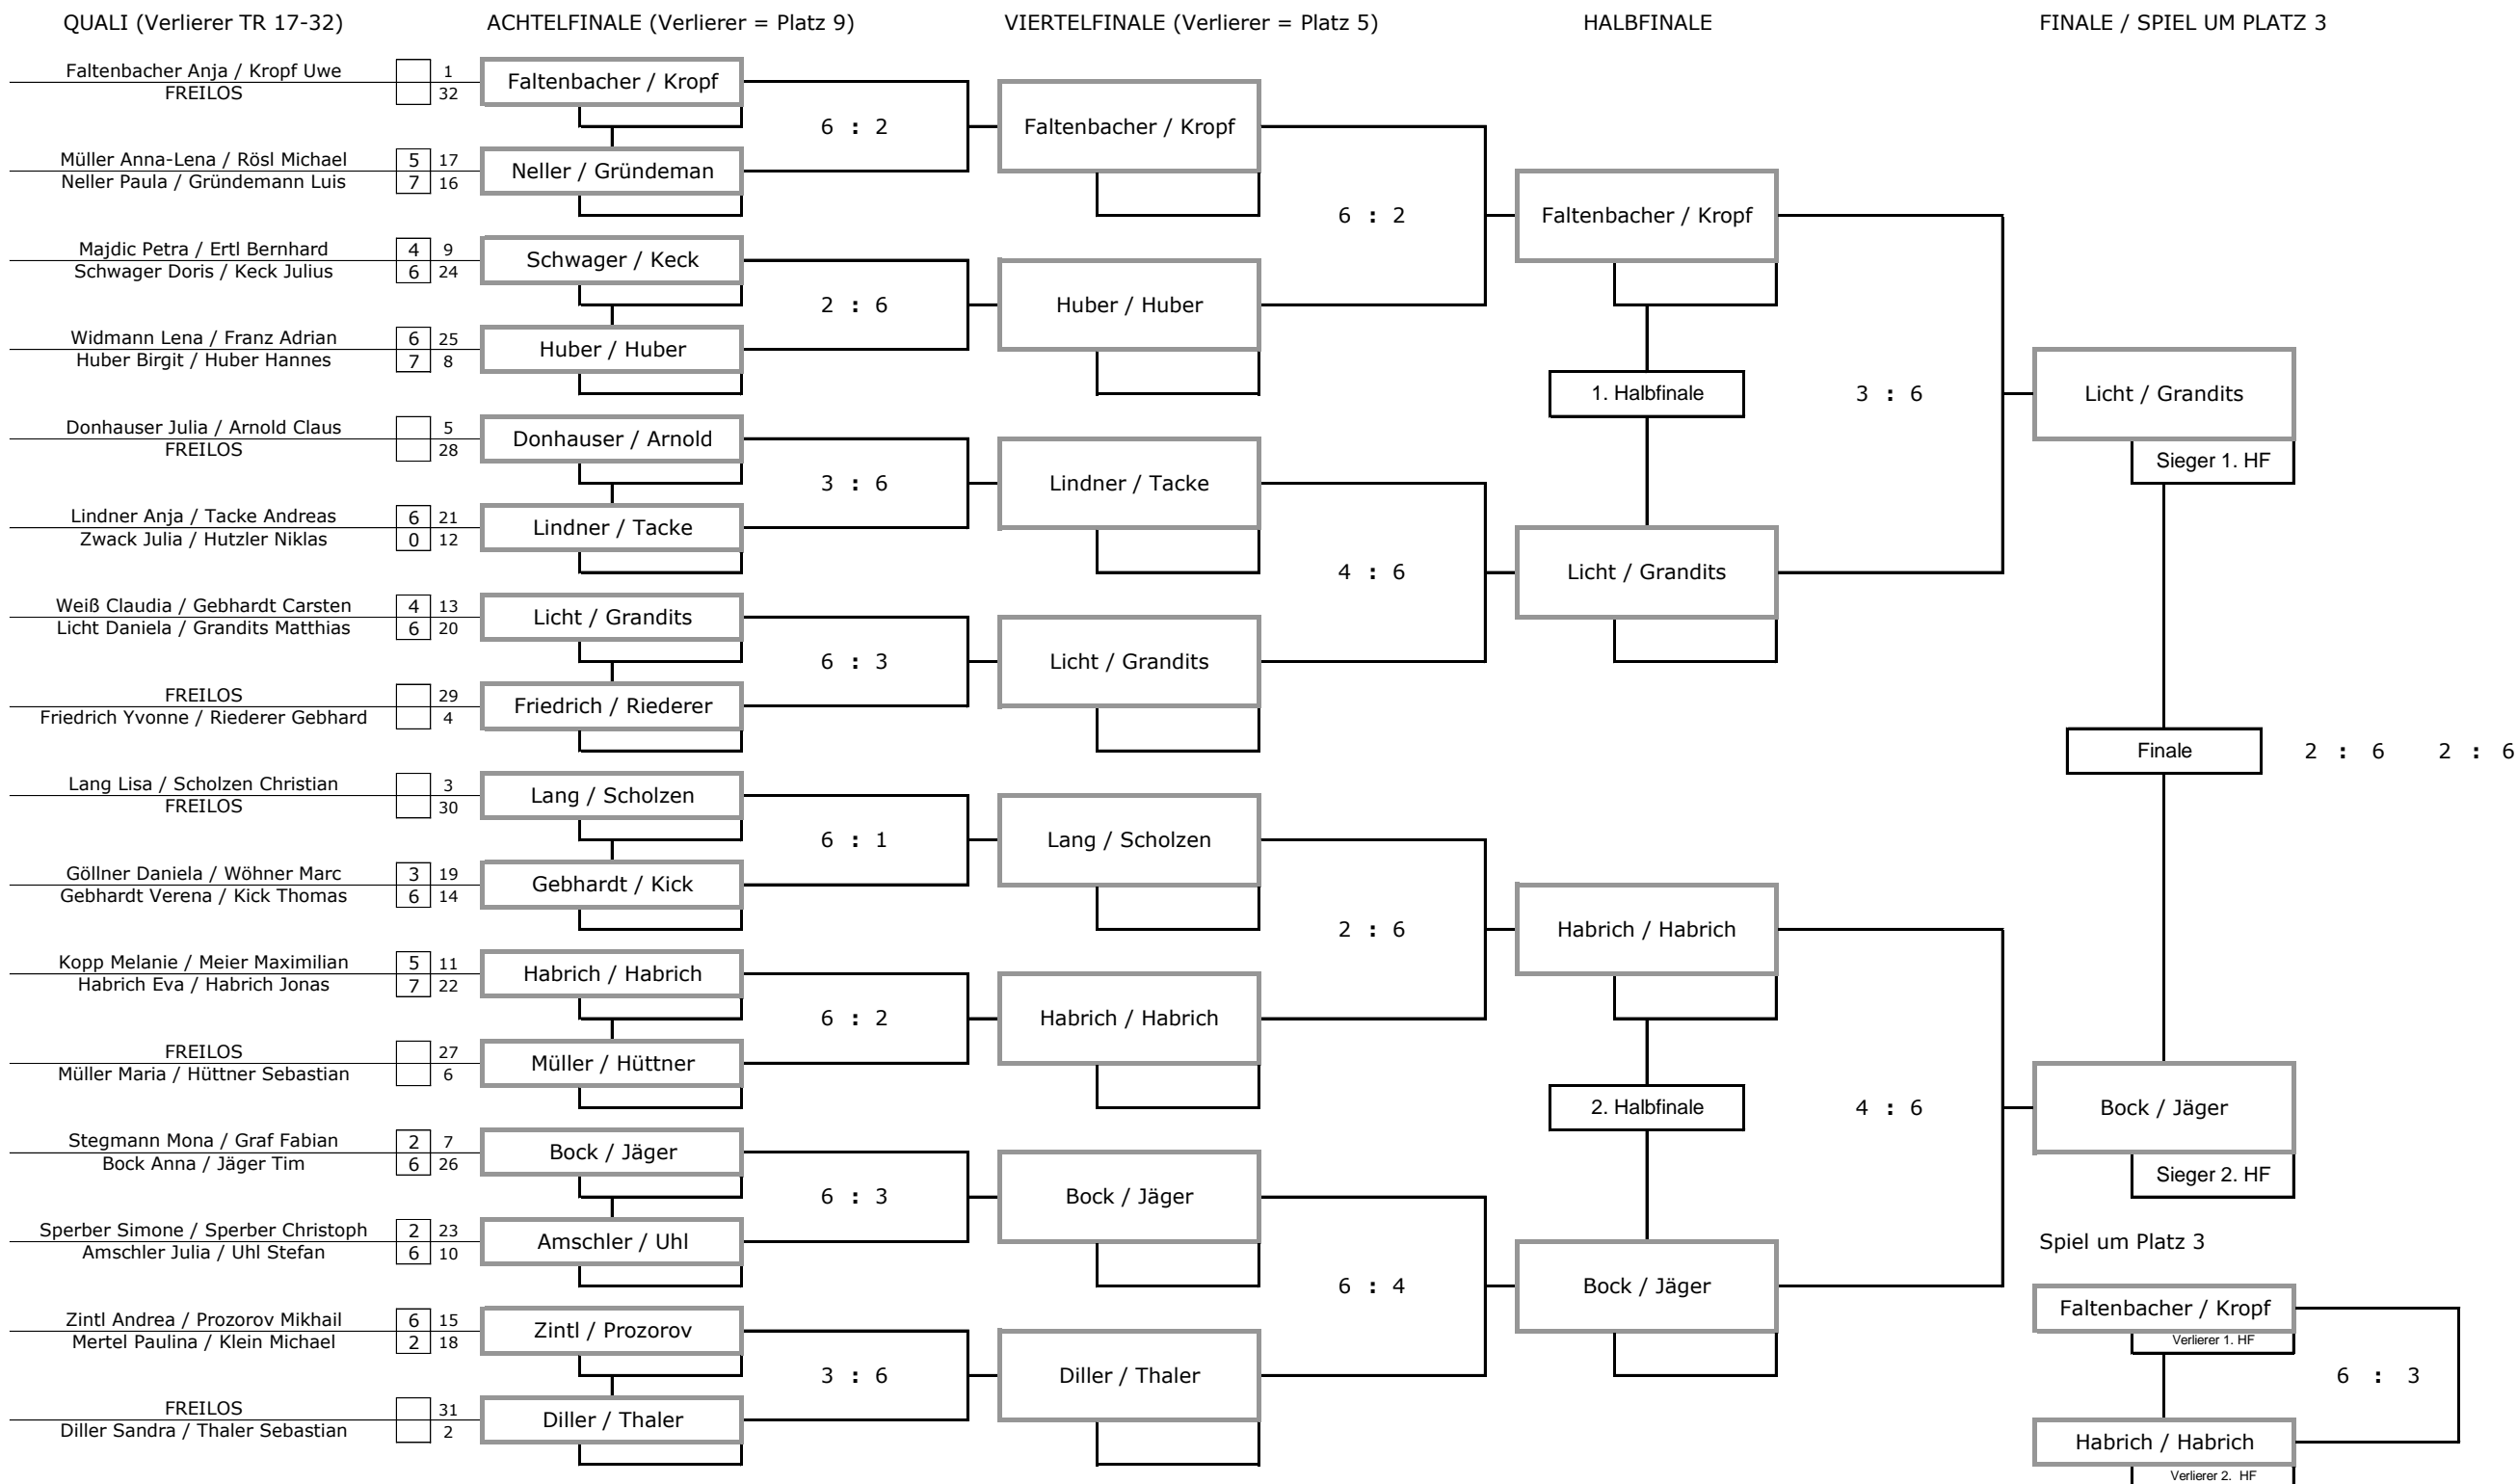 QUALI (Verlierer TR 17-32)
ACHTELFINALE (Verlierer = Platz 9)
VIERTELFINALE (Verlierer = Platz 5)
HALBFINALE
FINALE / SPIEL UM PLATZ 3
Faltenbacher Anja / Kropf Uwe 1
FREILOS 32
Müller Anna-Lena / Rösl Michael 5 17
Neller Paula / Gründemann Luis 7 16
Majdic Petra / Ertl Bernhard 4 9
Schwager Doris / Keck Julius 6 24
Widmann Lena / Franz Adrian 6 25
Huber Birgit / Huber Hannes 7 8
Donhauser Julia / Arnold Claus 5
FREILOS 28
Lindner Anja / Tacke Andreas 6 21
Zwack Julia / Hutzler Niklas 0 12
Weiß Claudia / Gebhardt Carsten 4 13
Licht Daniela / Grandits Matthias 6 20
FREILOS 29
Friedrich Yvonne / Riederer Gebhard 4
Lang Lisa / Scholzen Christian 3
FREILOS 30
Göllner Daniela / Wöhner Marc 3 19
Gebhardt Verena / Kick Thomas 6 14
Kopp Melanie / Meier Maximilian 5 11
Habrich Eva / Habrich Jonas 7 22
FREILOS 27
Müller Maria / Hüttner Sebastian 6
Stegmann Mona / Graf Fabian 2 7
Bock Anna / Jäger Tim 6 26
Sperber Simone / Sperber Christoph 2 23
Amschler Julia / Uhl Stefan 6 10
Zintl Andrea / Prozorov Mikhail 6 15
Mertel Paulina / Klein Michael 2 18
FREILOS 31
Diller Sandra / Thaler Sebastian 2
Faltenbacher / Kropf
6 : 2
Neller / Gründeman
Schwager / Keck
2 : 6
Huber / Huber
Donhauser / Arnold
3 : 6
Lindner / Tacke
Licht / Grandits
6 : 3
Friedrich / Riederer
Lang / Scholzen
6 : 1
Gebhardt / Kick
Habrich / Habrich
6 : 2
Müller / Hüttner
Bock / Jäger
6 : 3
Amschler / Uhl
Zintl / Prozorov
3 : 6
Diller / Thaler
Faltenbacher / Kropf
6 : 2
Huber / Huber
Lindner / Tacke
4 : 6
Licht / Grandits
Lang / Scholzen
2 : 6
Habrich / Habrich
Bock / Jäger
6 : 4
Diller / Thaler
Faltenbacher / Kropf
1. Halbfinale
3 : 6
Licht / Grandits
Habrich / Habrich
2. Halbfinale
4 : 6
Bock / Jäger
Licht / Grandits
Sieger 1. HF
Finale
2 : 6 2 : 6
Bock / Jäger
Sieger 2. HF
Spiel um Platz 3
Faltenbacher / Kropf
Verlierer 1. HF
6 : 3
Habrich / Habrich
Verlierer 2. HF